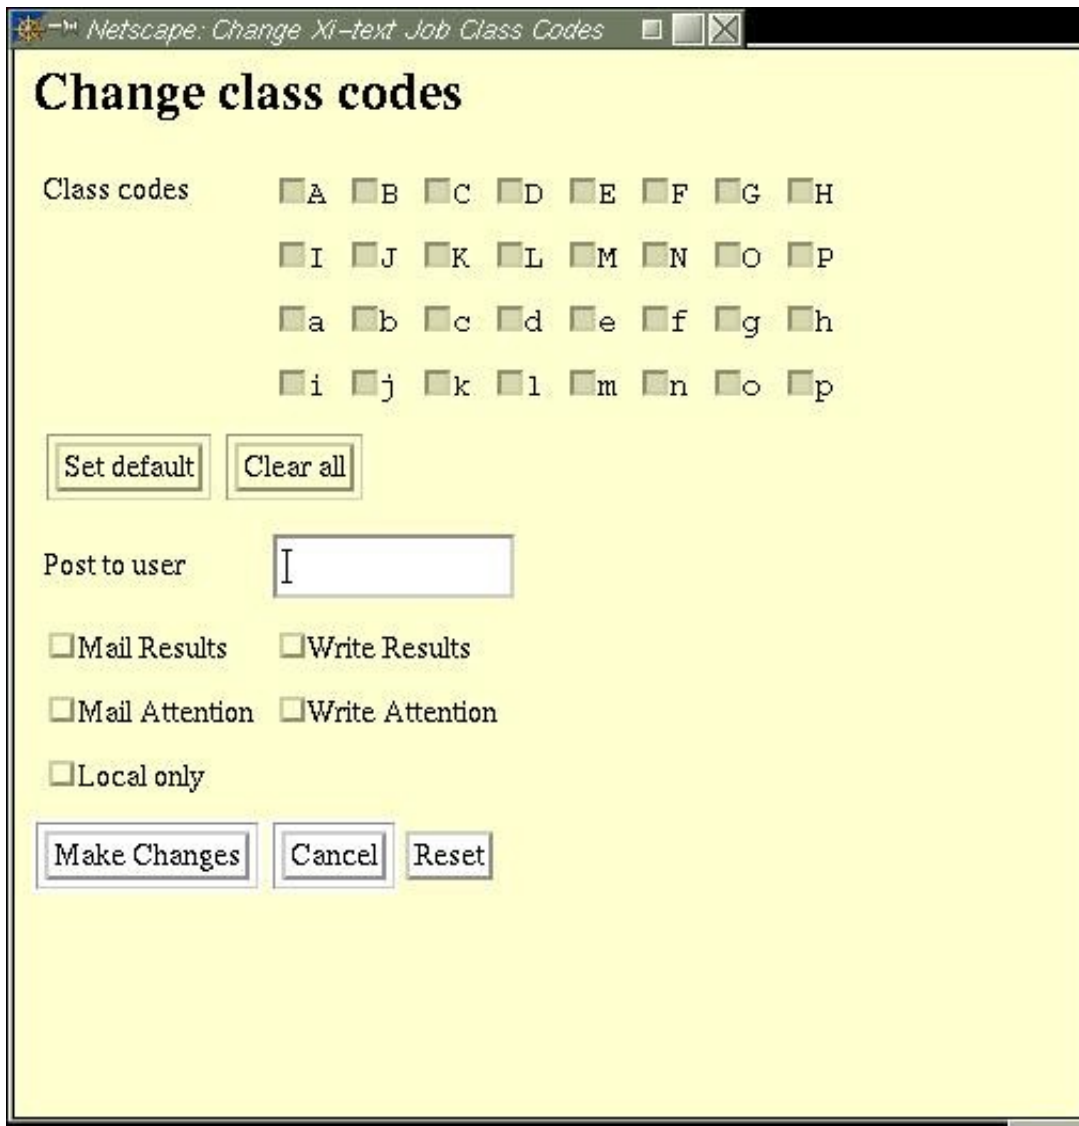 Netscape: Change Xi-text Job Class Codes
Change class codes
Class codes A B C D E F G H
I J K L M N O P
a b c d e f g h
i j k l m n o p
Set default Clear all
Post to user
Mail Results Write Results
Mail Attention Write Attention
Local only
Make Changes Cancel Reset